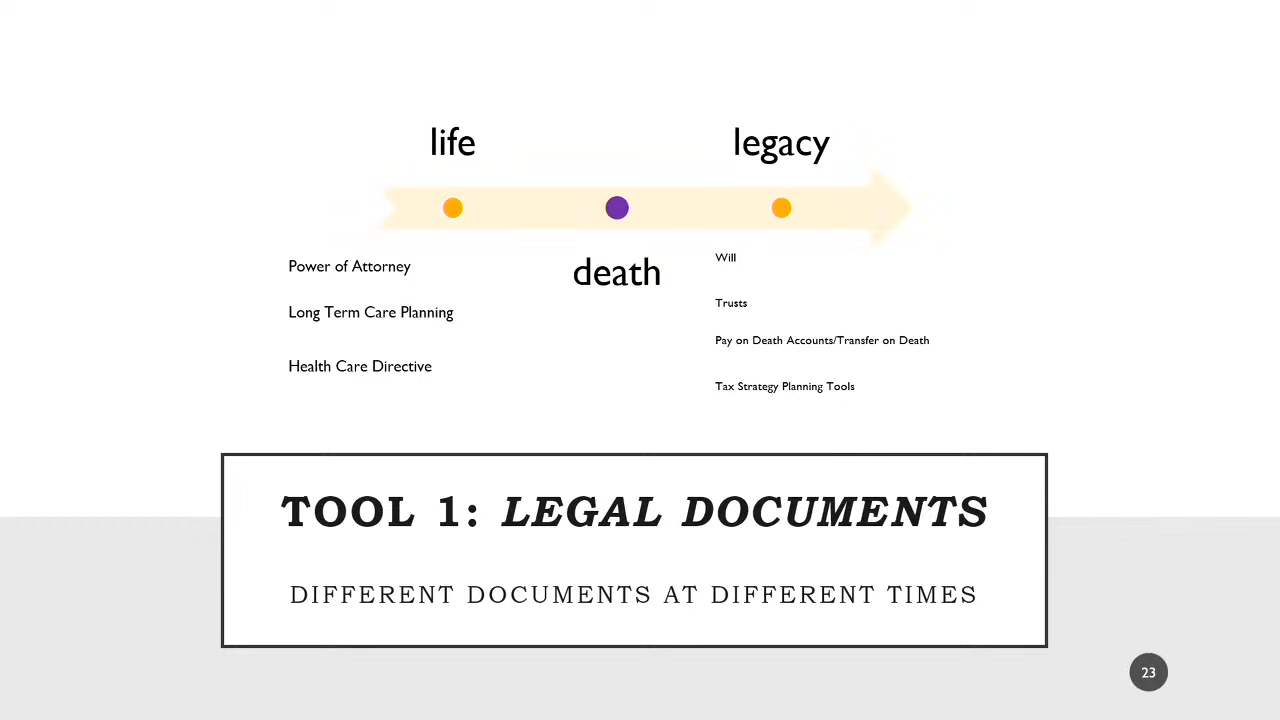 life
legacy
death
Power of Attorney
Long Term Care Planning
Health Care Directive
Will
Trusts
Pay on Death Accounts/Transfer on Death
Tax Strategy Planning Tools
TOOL 1: LEGAL DOCUMENTS
DIFFERENT DOCUMENTS AT DIFFERENT TIMES
23